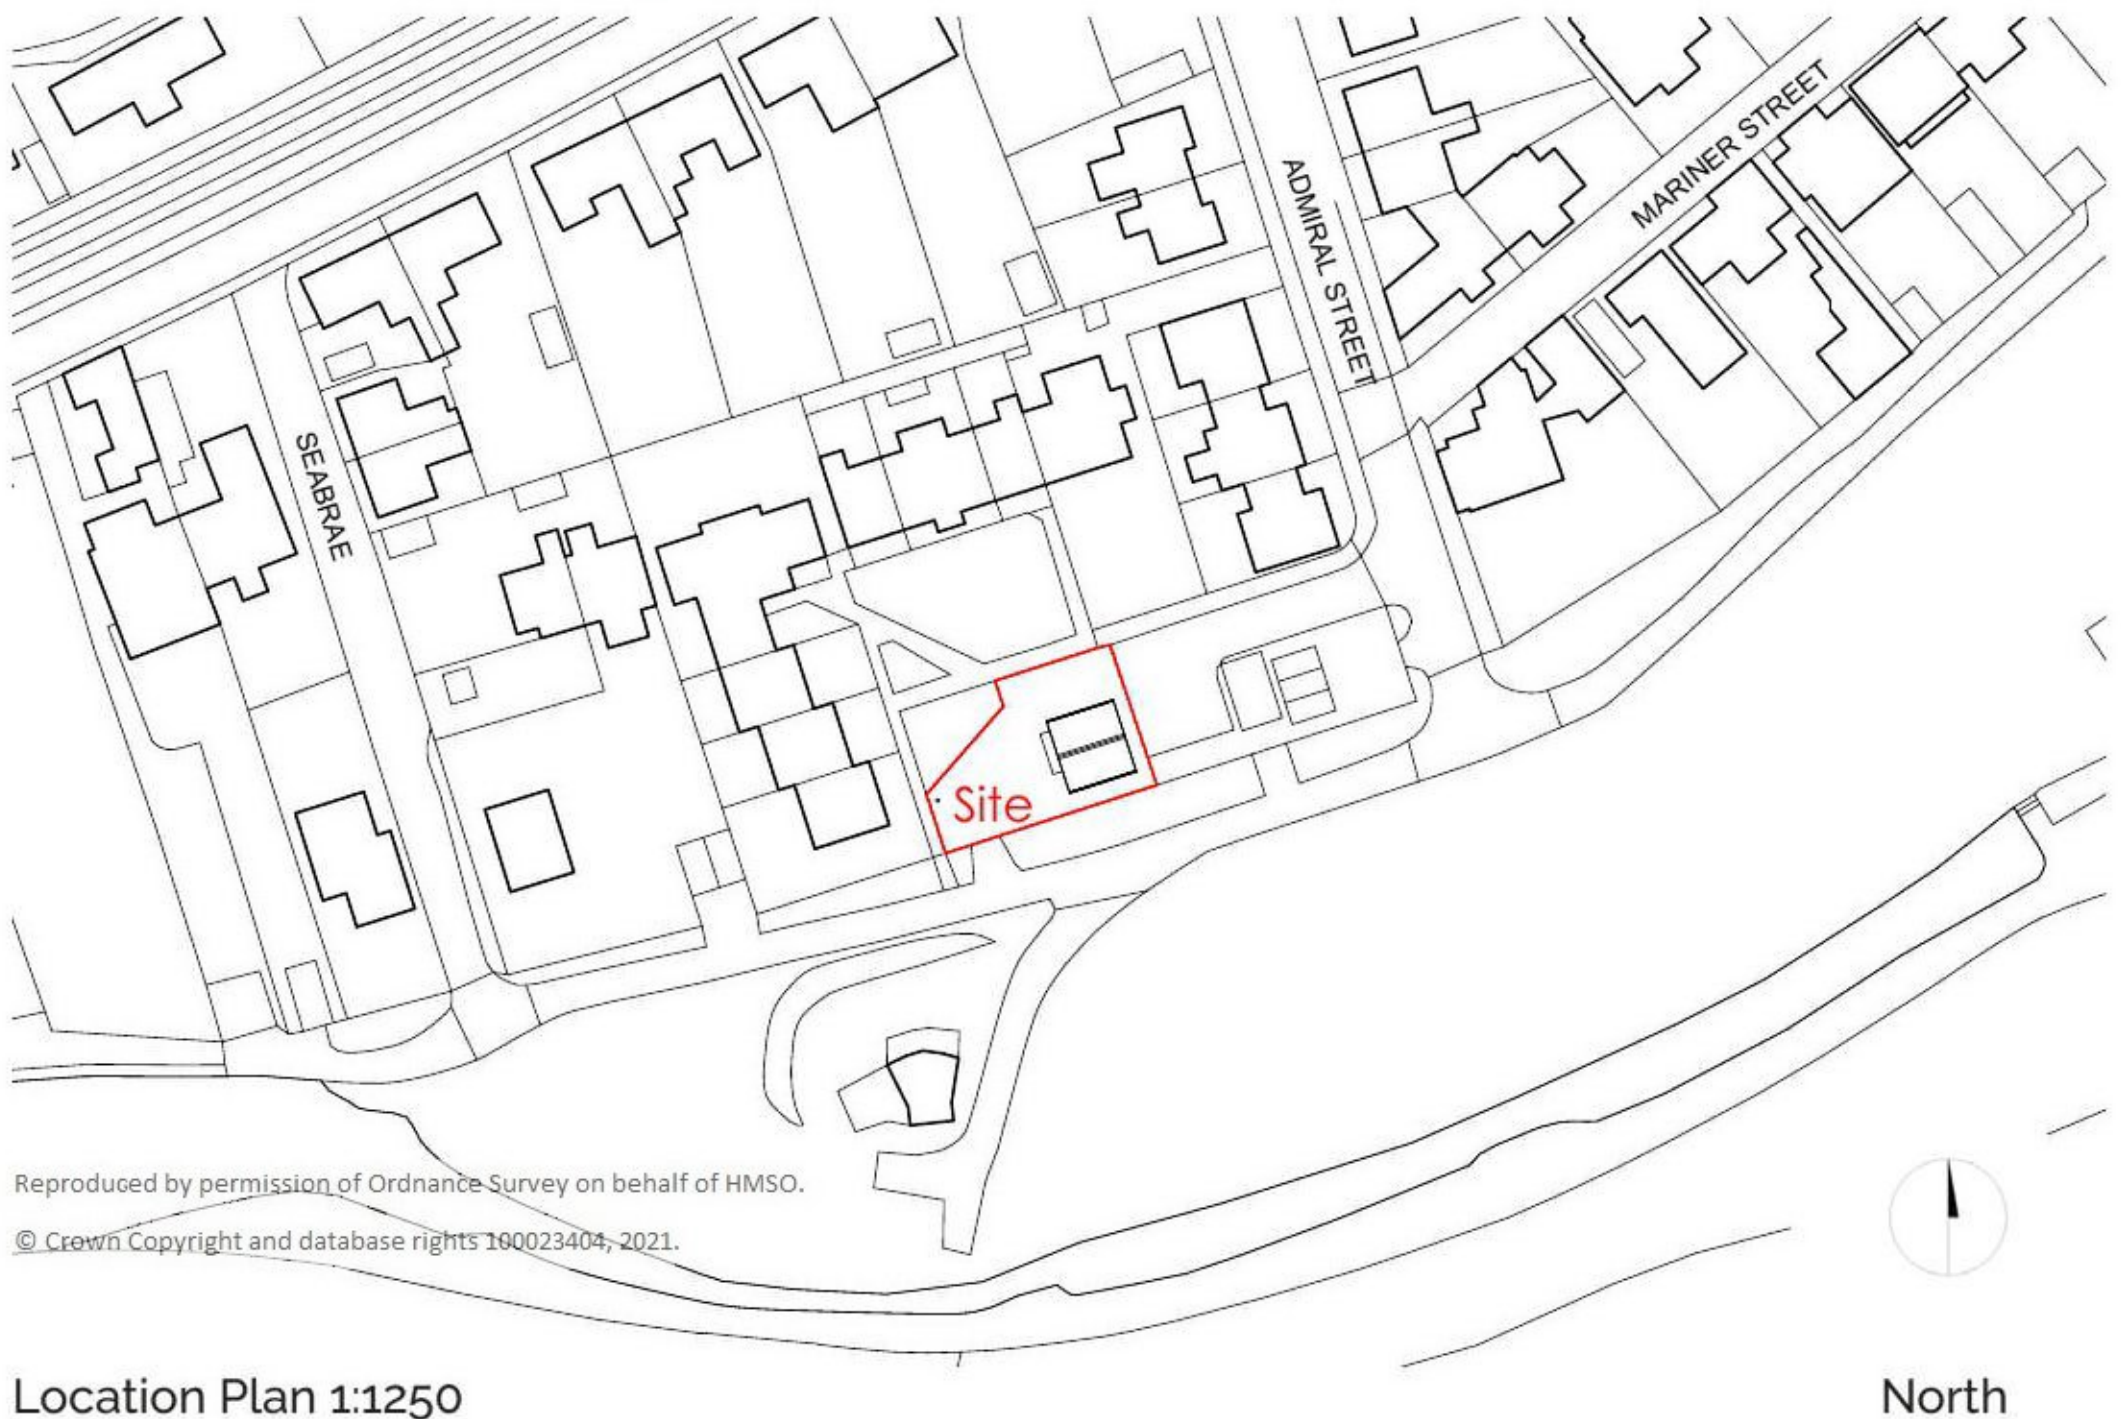 MARINER STREET
ADMIRAL STREET
SEABRAE
Site
Reproduced by permission of Ordnance Survey on behalf of HMSO.
© Crown Copyright and database rights 100023404, 2021.
Location Plan 1:1250
North